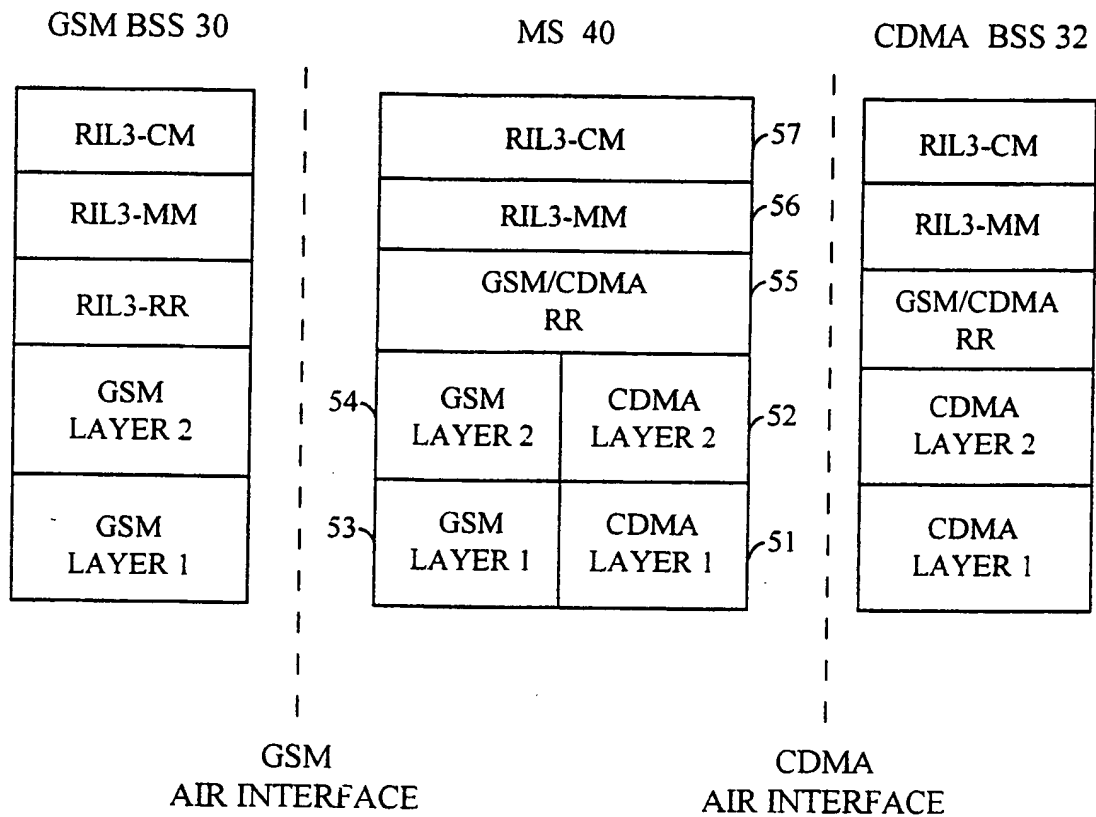 GSM BSS 30
MS 40
CDMA BSS 32
RIL3-CM
RIL3-MM
RIL3-RR
GSM
LAYER 2
GSM
LAYER 1
RIL3-CM
57
RIL3-MM
56
GSM/CDMA
RR
55
54
GSM
LAYER 2
CDMA
LAYER 2
52
53
GSM
LAYER 1
CDMA
LAYER 1
51
RIL3-CM
RIL3-MM
GSM/CDMA
RR
CDMA
LAYER 2
CDMA
LAYER 1
GSM
AIR INTERFACE
CDMA
AIR INTERFACE